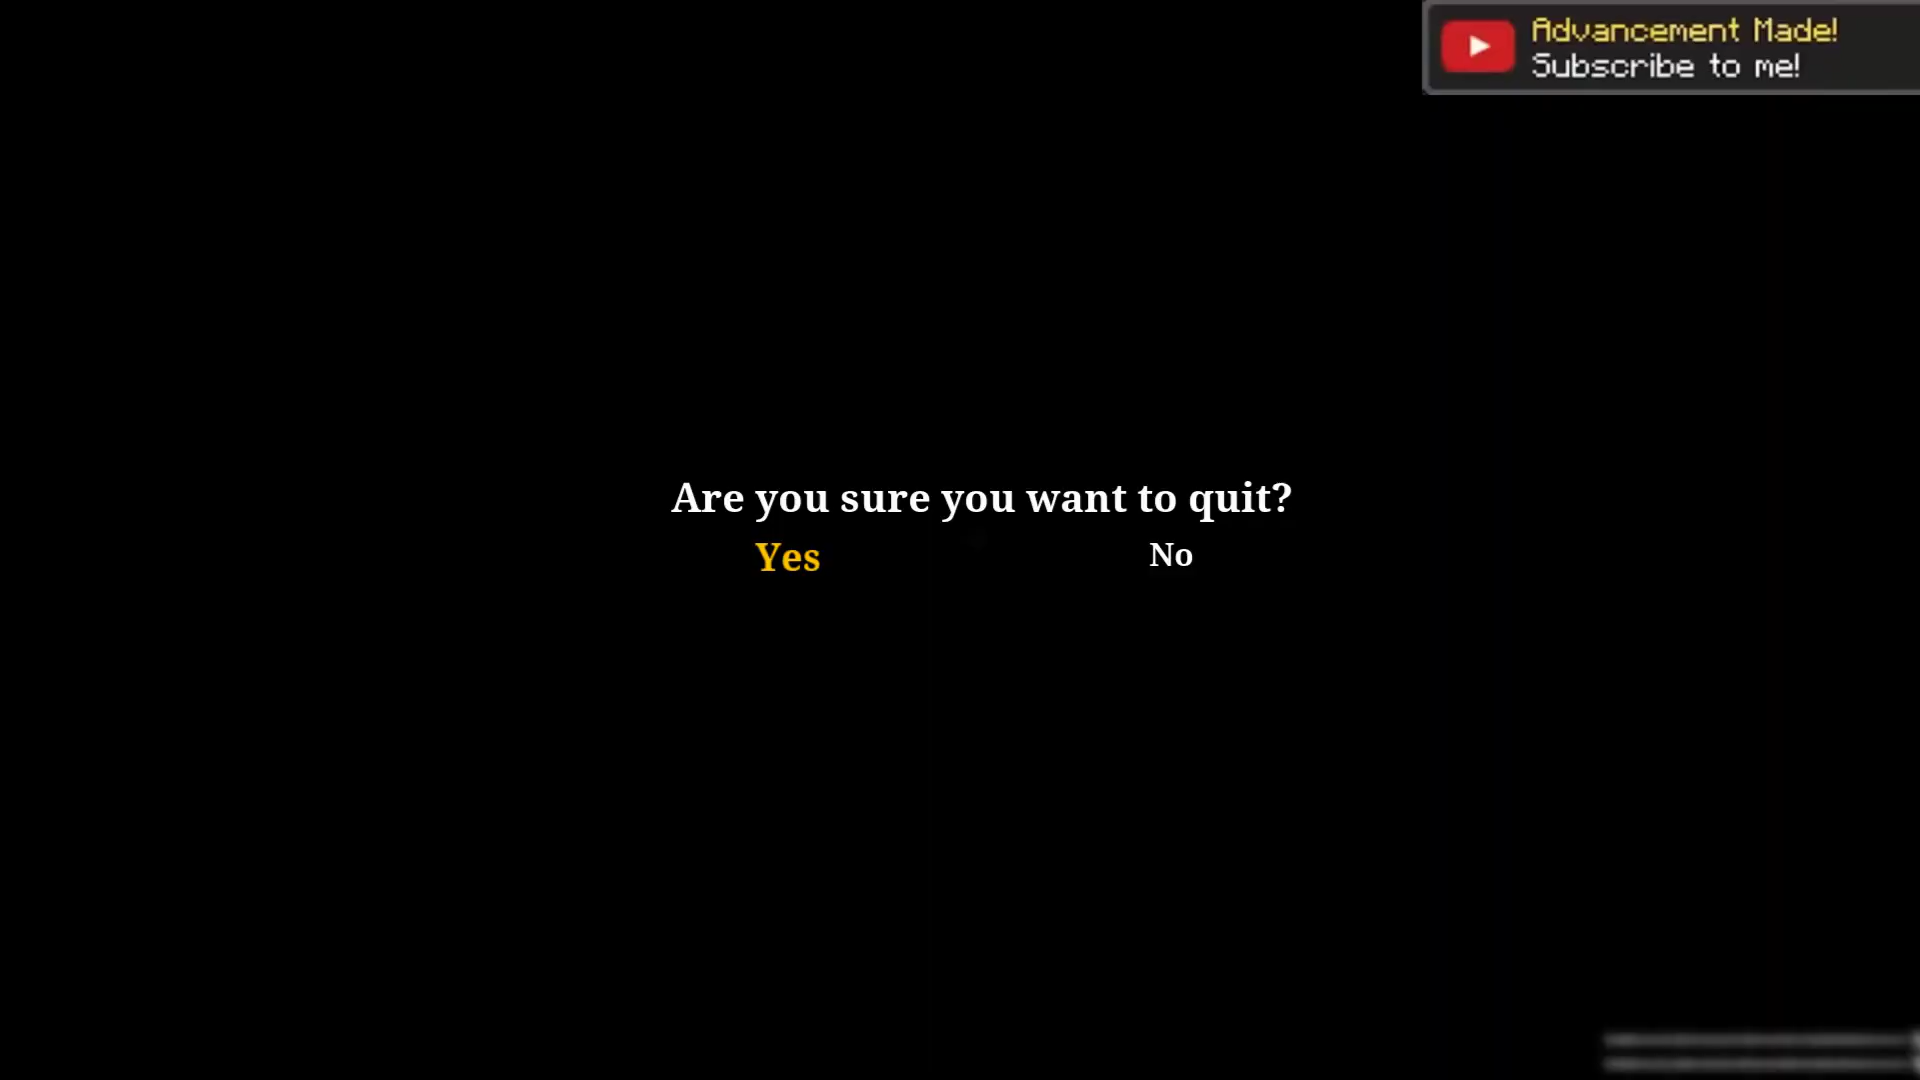 Advancement Made!
Subscribe to me!
Are you sure you want to quit?
Yes No